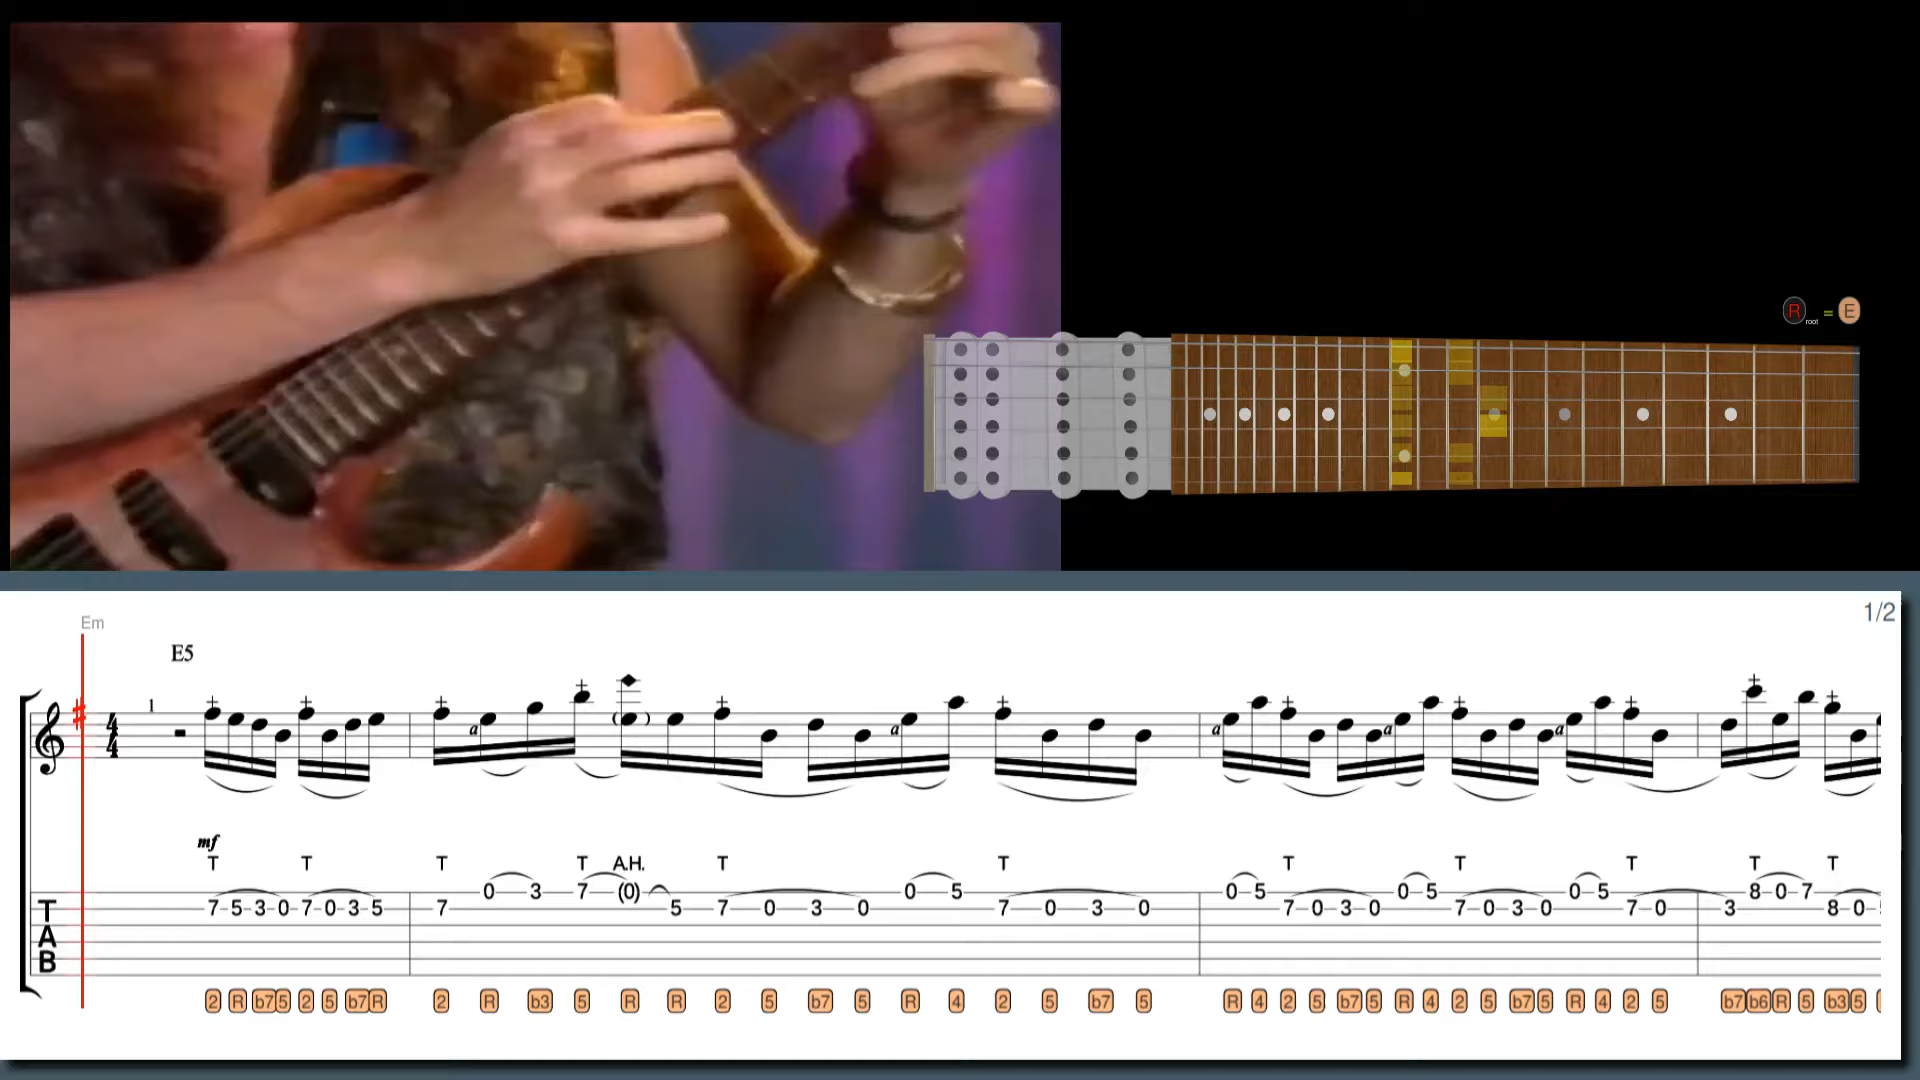 R root = E
1/2
Em
E5
1
4
4
a a a a a
mf
T T T T A.H. T T T T T T T
0 3 7 (0) 0 5 0 5 0 5 0 5 8 0 7
7 5 3 0 7 0 3 5 7 5 7 0 3 0 7 0 3 0 7 0 3 0 7 0 3 0 7 0 3 8 0
T
A
B
2 R b7 5 2 5 b7 R 2 R b3 5 R R 2 5 b7 5 R 4 2 5 b7 5 R 4 2 5 b7 5 R 4 2 5 b7 5 R 4 2 5 b7 b6 R 5 b3 5